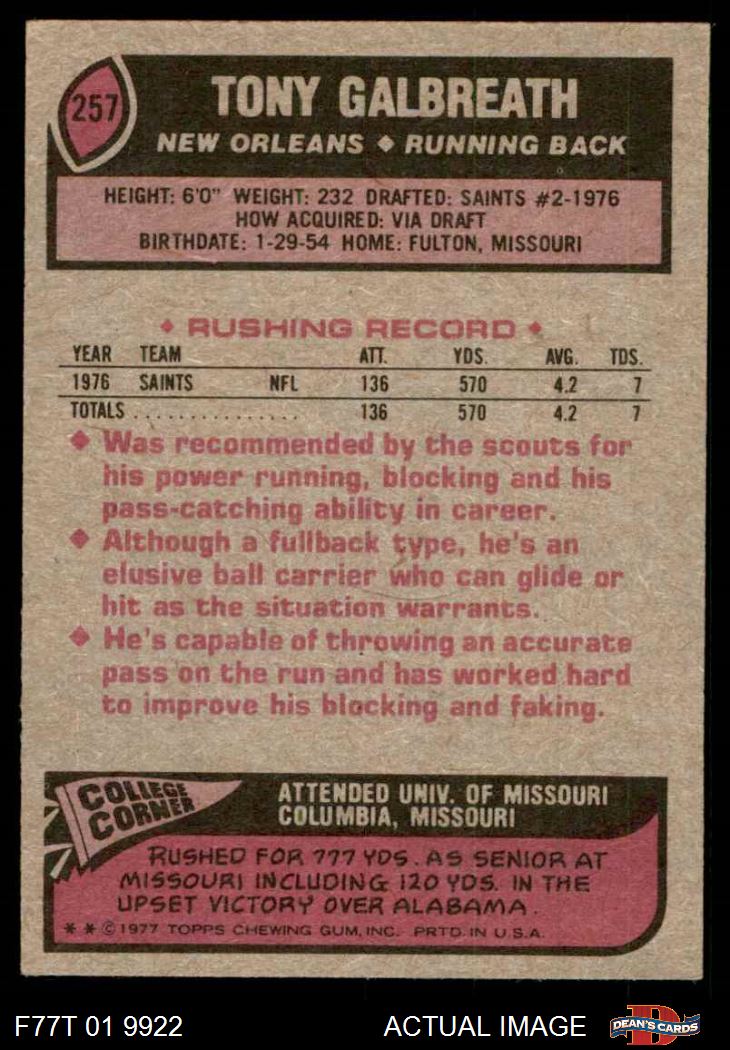 257
TONY GALBREATH
NEW ORLEANS ◆ RUNNING BACK
HEIGHT: 6'0" WEIGHT: 232 DRAFTED: SAINTS #2-1976
HOW ACQUIRED: VIA DRAFT
BIRTHDATE: 1-29-54 HOME: FULTON, MISSOURI
◆ RUSHING RECORD ◆
YEAR TEAM ATT. YDS. AVG. TDS.
1976 SAINTS NFL 136 570 4.2 7
TOTALS ................ 136 570 4.2 7
◆ Was recommended by the scouts for
his power running, blocking and his
pass-catching ability in career.
◆ Although a fullback type, he's an
elusive ball carrier who can glide or
hit as the situation warrants.
◆ He's capable of throwing an accurate
pass on the run and has worked hard
to improve his blocking and faking.
COLLEGE
CORNER
ATTENDED UNIV. OF MISSOURI
COLUMBIA, MISSOURI
RUSHED FOR 777 YDS. AS SENIOR AT
MISSOURI INCLUDING 120 YDS. IN THE
UPSET VICTORY OVER ALABAMA.
* * © 1977 TOPPS CHEWING GUM, INC. PRTD. IN U.S.A.
F77T 01 9922 ACTUAL IMAGE
D
DEAN'S CARDS